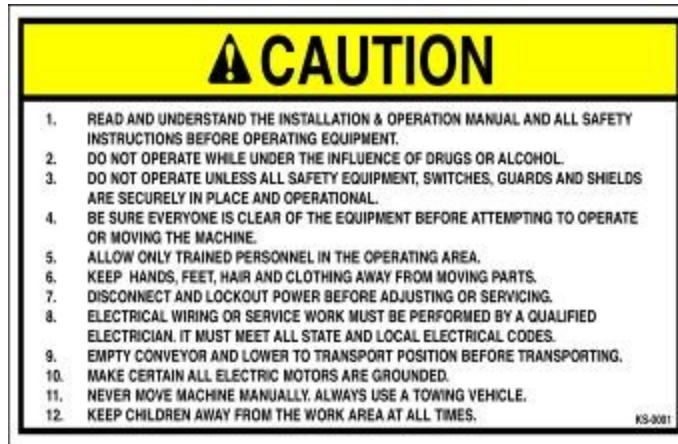 CAUTION
1. READ AND UNDERSTAND THE INSTALLATION & OPERATION MANUAL AND ALL SAFETY
INSTRUCTIONS BEFORE OPERATING EQUIPMENT.
2. DO NOT OPERATE WHILE UNDER THE INFLUENCE OF DRUGS OR ALCOHOL.
3. DO NOT OPERATE UNLESS ALL SAFETY EQUIPMENT, SWITCHES, GUARDS AND SHIELDS
ARE SECURELY IN PLACE AND OPERATIONAL.
4. BE SURE EVERYONE IS CLEAR OF THE EQUIPMENT BEFORE ATTEMPTING TO OPERATE
OR MOVING THE MACHINE.
5. ALLOW ONLY TRAINED PERSONNEL IN THE OPERATING AREA.
6. KEEP HANDS, FEET, HAIR AND CLOTHING AWAY FROM MOVING PARTS.
7. DISCONNECT AND LOCKOUT POWER BEFORE ADJUSTING OR SERVICING.
8. ELECTRICAL WIRING OR SERVICE WORK MUST BE PERFORMED BY A QUALIFIED
ELECTRICIAN. IT MUST MEET ALL STATE AND LOCAL ELECTRICAL CODES.
9. EMPTY CONVEYOR AND LOWER TO TRANSPORT POSITION BEFORE TRANSPORTING.
10. MAKE CERTAIN ALL ELECTRIC MOTORS ARE GROUNDED.
11. NEVER MOVE MACHINE MANUALLY. ALWAYS USE A TOWING VEHICLE.
12. KEEP CHILDREN AWAY FROM THE WORK AREA AT ALL TIMES.
KS-0001